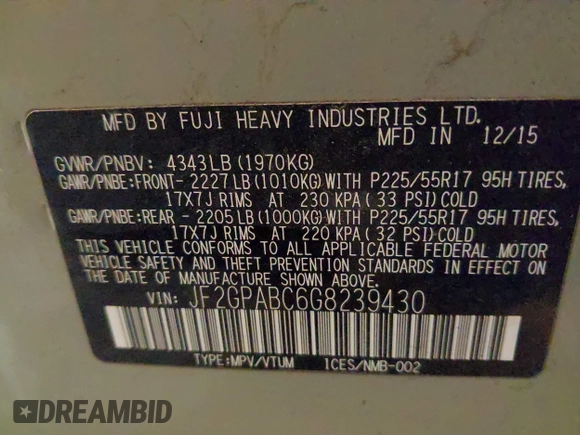 MFD BY FUJI HEAVY INDUSTRIES LTD.
MFD IN 12/15
GVWR/PNBV: 4343LB(1970KG)
GAWR/PNBE:FRONT- 2227LB(1010KG)WITH P225/55R17 95H TIRES,
17X7J RIMS AT 230 KPA( 33 PSI)COLD
GAWR/PNBE:REAR - 2205LB(1000KG)WITH P225/55R17 95H TIRES,
17X7J RIMS AT 220 KPA( 32 PSI)COLD
THIS VEHICLE CONFORMS TO ALL APPLICABLE FEDERAL MOTOR
VEHICLE SAFETY AND THEFT PREVENTION STANDARDS IN EFFECT
ON THE DATE OF MANUFACTURE SHOWN ABOVE.
VIN: JF2GPABC6G8239430
TYPE:MPV/VTUM ICES/NMB-002
DREAMBID